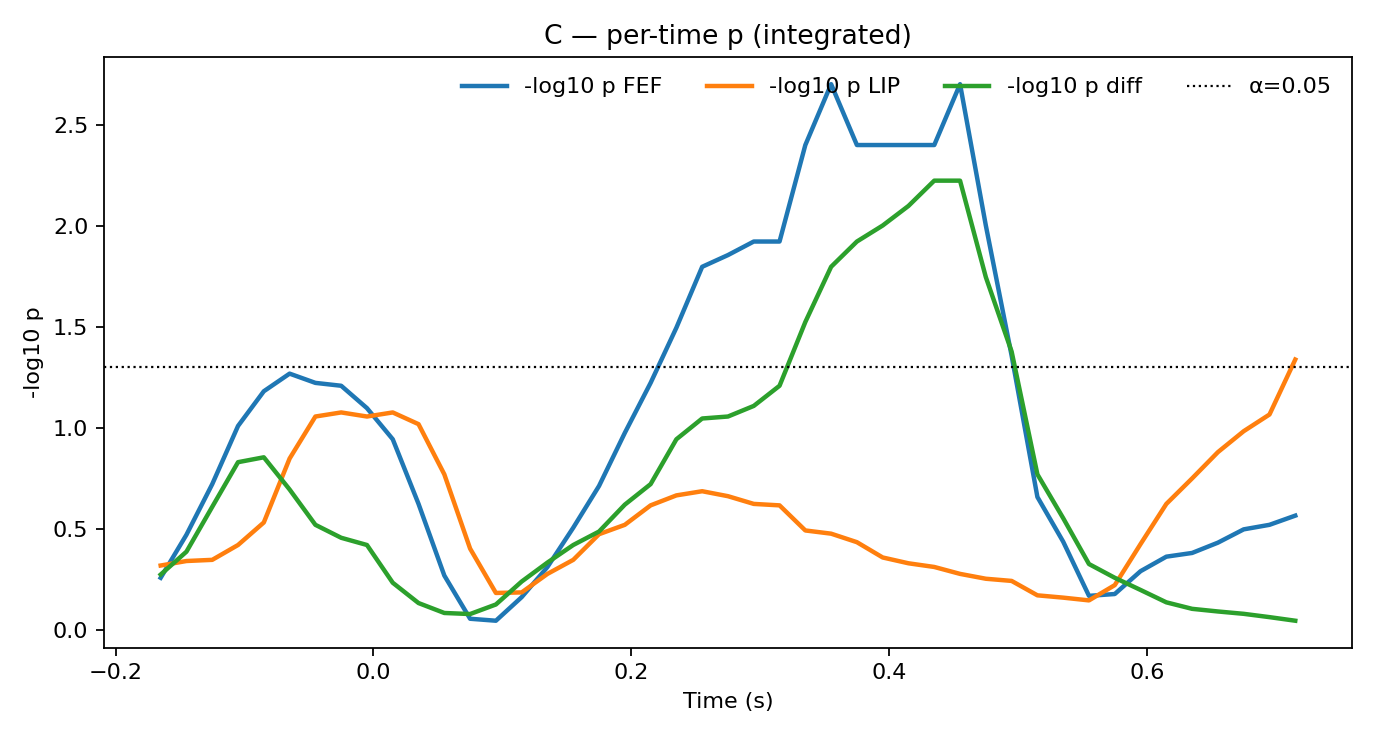 C — per-time p (integrated)
-log10 p FEF
-log10 p LIP
-log10 p diff
α=0.05
-log10 p
2.5
2.0
1.5
1.0
0.5
0.0
−0.2
0.0
0.2
0.4
0.6
Time (s)